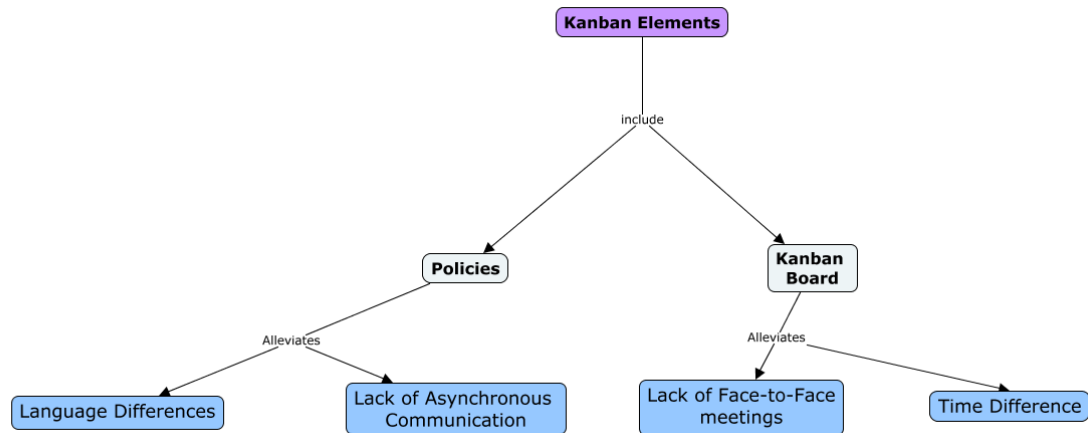 Kanban Elements
include
Policies
Kanban
Board
Alleviates
Alleviates
Language Differences
Lack of Asynchronous
Communication
Lack of Face-to-Face
meetings
Time Difference